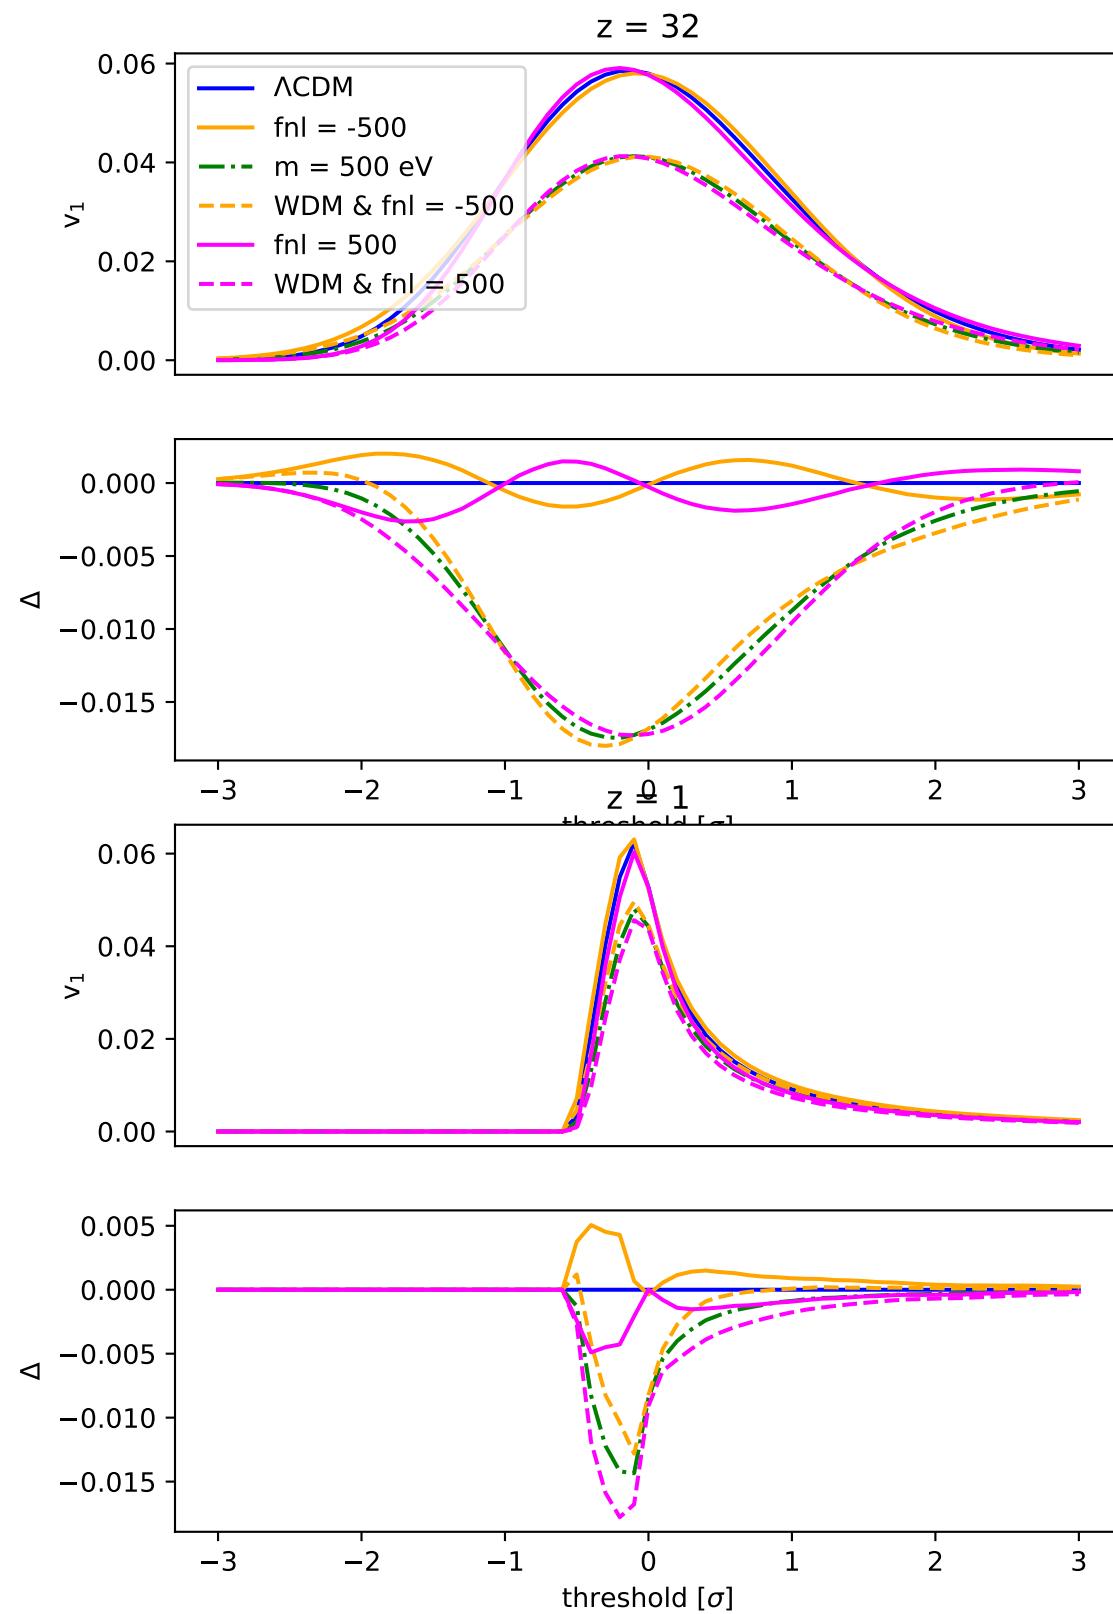 z = 32
0.06
0.04
0.02
0.00
v₁
ΛCDM
fnl = -500
m = 500 eV
WDM & fnl = -500
fnl = 500
WDM & fnl = 500
0.000
−0.005
−0.010
−0.015
Δ
−3 −2 −1 0 1 2 3
threshold [σ]
z = 1
0.06
0.04
0.02
0.00
v₁
0.005
0.000
−0.005
−0.010
−0.015
Δ
−3 −2 −1 0 1 2 3
threshold [σ]